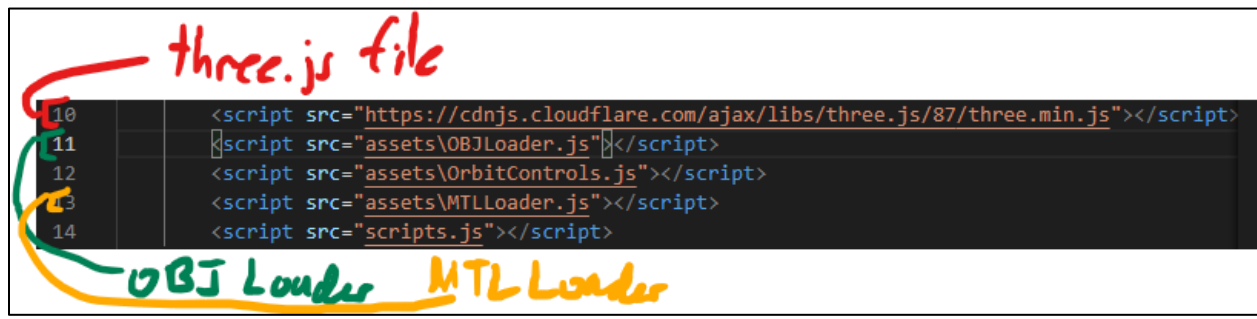 three.js file
10 <script src="https://cdnjs.cloudflare.com/ajax/libs/three.js/87/three.min.js"></script>
11 <script src="assets\OBJLoader.js"></script>
12 <script src="assets\OrbitControls.js"></script>
13 <script src="assets\MTLLoader.js"></script>
14 <script src="scripts.js"></script>
OBJ Loader MTL Loader